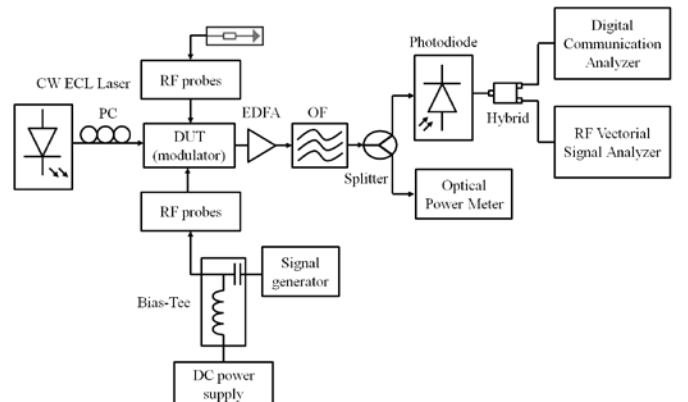 Digital
Communication
Analyzer
Photodiode
RF probes
CW ECL Laser
PC
EDFA
OF
DUT
(modulator)
Hybrid
RF Vectorial
Signal Analyzer
Splitter
Optical
Power Meter
RF probes
Signal
generator
Bias-Tee
DC power
supply